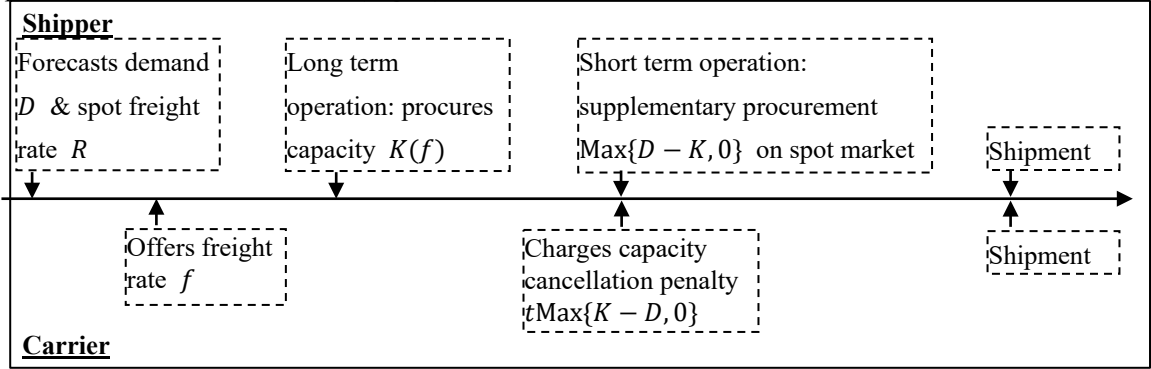 Shipper
Forecasts demand
D & spot freight
rate R
Long term
operation: procures
capacity K(f)
Short term operation:
supplementary procurement
Max{D − K, 0} on spot market
Shipment
Offers freight
rate f
Charges capacity
cancellation penalty
tMax{K − D, 0}
Shipment
Carrier